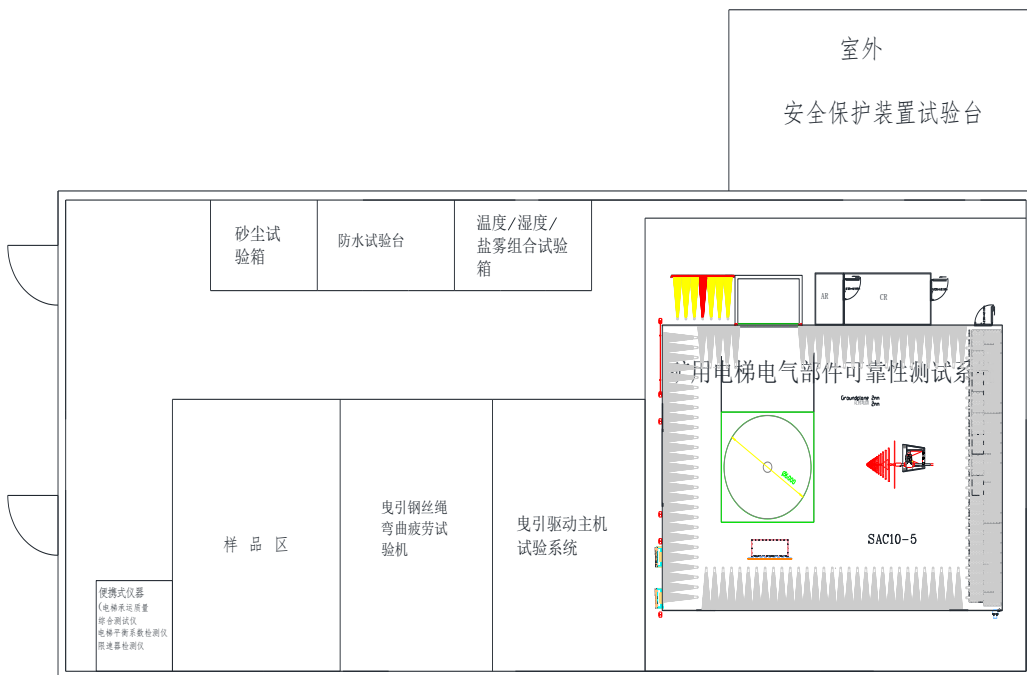 室外
安全保护装置试验台
砂尘试
验箱
防水试验台
温度/湿度/
盐雾组合试验
箱
AR
CR
用电梯电气部件可靠性测试系
Groundplane 2mm
2mm
SAC10-5
曳引钢丝绳
弯曲疲劳试
验机
曳引驱动主机
试验系统
样 品 区
便携式仪器
(电梯承运质量
综合测试仪
电梯平衡系数检测仪
限速器检测仪